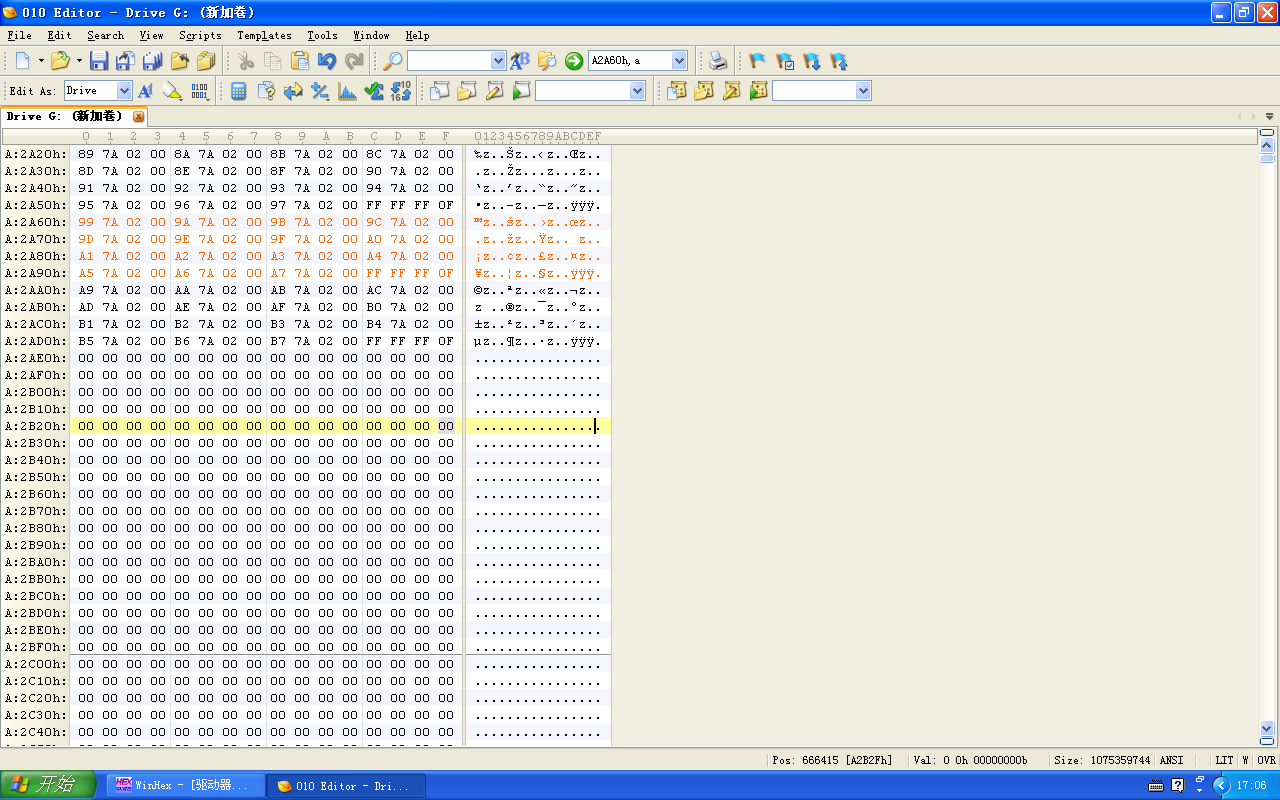 010 Editor - Drive G: (新加卷)
File Edit Search View Scripts Templates Tools Window Help
A2A60h,a
Edit As: Drive
Drive G: (新加卷)
0 1 2 3 4 5 6 7 8 9 A B C D E F 0123456789ABCDEF
A:2A20h: 89 7A 02 00 8A 7A 02 00 8B 7A 02 00 8C 7A 02 00 ‰z..Šz..‹z..Œz..
A:2A30h: 8D 7A 02 00 8E 7A 02 00 8F 7A 02 00 90 7A 02 00 .z..Žz...z...z..
A:2A40h: 91 7A 02 00 92 7A 02 00 93 7A 02 00 94 7A 02 00 ‘z..’z..“z..”z..
A:2A50h: 95 7A 02 00 96 7A 02 00 97 7A 02 00 FF FF FF 0F •z..–z..—z..ÿÿÿ.
A:2A60h: 99 7A 02 00 9A 7A 02 00 9B 7A 02 00 9C 7A 02 00 ™z..šz..›z..œz..
A:2A70h: 9D 7A 02 00 9E 7A 02 00 9F 7A 02 00 A0 7A 02 00 .z..žz..Ÿz.. z..
A:2A80h: A1 7A 02 00 A2 7A 02 00 A3 7A 02 00 A4 7A 02 00 ¡z..¢z..£z..¤z..
A:2A90h: A5 7A 02 00 A6 7A 02 00 A7 7A 02 00 FF FF FF 0F ¥z..¦z..§z..ÿÿÿ.
A:2AA0h: A9 7A 02 00 AA 7A 02 00 AB 7A 02 00 AC 7A 02 00 ©z..ªz..«z..¬z..
A:2AB0h: AD 7A 02 00 AE 7A 02 00 AF 7A 02 00 B0 7A 02 00 z ..®z..¯z..°z..
A:2AC0h: B1 7A 02 00 B2 7A 02 00 B3 7A 02 00 B4 7A 02 00 ±z..²z..³z..´z..
A:2AD0h: B5 7A 02 00 B6 7A 02 00 B7 7A 02 00 FF FF FF 0F µz..¶z..·z..ÿÿÿ.
A:2AE0h: 00 00 00 00 00 00 00 00 00 00 00 00 00 00 00 00 ................
A:2AF0h: 00 00 00 00 00 00 00 00 00 00 00 00 00 00 00 00 ................
A:2B00h: 00 00 00 00 00 00 00 00 00 00 00 00 00 00 00 00 ................
A:2B10h: 00 00 00 00 00 00 00 00 00 00 00 00 00 00 00 00 ................
A:2B20h: 00 00 00 00 00 00 00 00 00 00 00 00 00 00 00 00 ................
A:2B30h: 00 00 00 00 00 00 00 00 00 00 00 00 00 00 00 00 ................
A:2B40h: 00 00 00 00 00 00 00 00 00 00 00 00 00 00 00 00 ................
A:2B50h: 00 00 00 00 00 00 00 00 00 00 00 00 00 00 00 00 ................
A:2B60h: 00 00 00 00 00 00 00 00 00 00 00 00 00 00 00 00 ................
A:2B70h: 00 00 00 00 00 00 00 00 00 00 00 00 00 00 00 00 ................
A:2B80h: 00 00 00 00 00 00 00 00 00 00 00 00 00 00 00 00 ................
A:2B90h: 00 00 00 00 00 00 00 00 00 00 00 00 00 00 00 00 ................
A:2BA0h: 00 00 00 00 00 00 00 00 00 00 00 00 00 00 00 00 ................
A:2BB0h: 00 00 00 00 00 00 00 00 00 00 00 00 00 00 00 00 ................
A:2BC0h: 00 00 00 00 00 00 00 00 00 00 00 00 00 00 00 00 ................
A:2BD0h: 00 00 00 00 00 00 00 00 00 00 00 00 00 00 00 00 ................
A:2BE0h: 00 00 00 00 00 00 00 00 00 00 00 00 00 00 00 00 ................
A:2BF0h: 00 00 00 00 00 00 00 00 00 00 00 00 00 00 00 00 ................
A:2C00h: 00 00 00 00 00 00 00 00 00 00 00 00 00 00 00 00 ................
A:2C10h: 00 00 00 00 00 00 00 00 00 00 00 00 00 00 00 00 ................
A:2C20h: 00 00 00 00 00 00 00 00 00 00 00 00 00 00 00 00 ................
A:2C30h: 00 00 00 00 00 00 00 00 00 00 00 00 00 00 00 00 ................
A:2C40h: 00 00 00 00 00 00 00 00 00 00 00 00 00 00 00 00 ................
Pos: 666415 [A2B2Fh] Val: 0 0h 00000000b Size: 1075359744 ANSI LIT W OVR
开始 WinHex - [驱动器... 010 Editor - Dri... 17:06